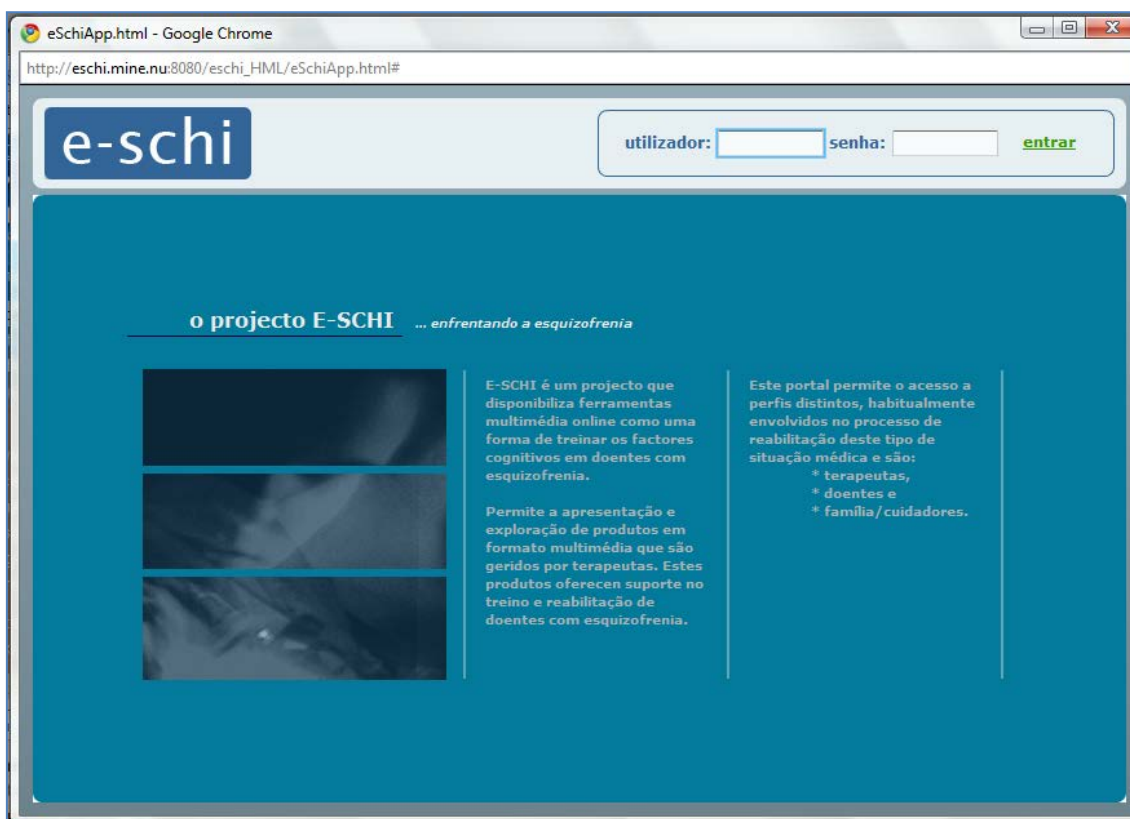 eSchiApp.html - Google Chrome
http://eschi.mine.nu:8080/eschi_HML/eSchiApp.html#
e-schi
utilizador: senha: entrar
o projecto E-SCHI ... enfrentando a esquizofrenia
E-SCHI é um projecto que
disponibiliza ferramentas
multimédia online como uma
forma de treinar os factores
cognitivos em doentes com
esquizofrenia.
Permite a apresentação e
exploração de produtos em
formato multimédia que são
geridos por terapeutas. Estes
produtos oferecen suporte no
treino e reabilitação de
doentes com esquizofrenia.
Este portal permite o acesso a
perfis distintos, habitualmente
envolvidos no processo de
reabilitação deste tipo de
situação médica e são:
* terapeutas,
* doentes e
* família/cuidadores.